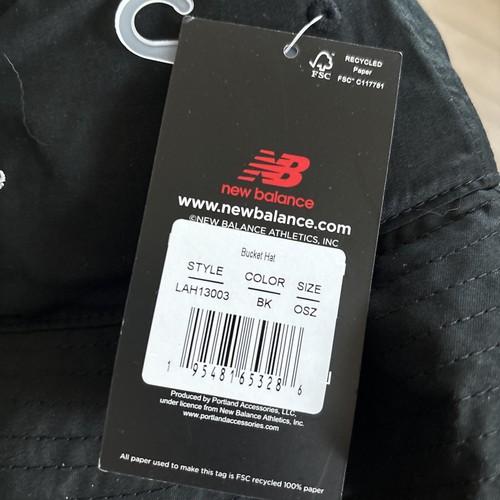 RECYCLED
Paper
FSC® C117761
FSC
new balance
www.newbalance.com
©NEW BALANCE ATHLETICS, INC
Bucket Hat
STYLE COLOR SIZE
LAH13003 BK OSZ
1 95481 65328 6
Produced by Portland Accessories, LLC.
under licence from New Balance Athletics, Inc.
www.portlandaccessories.com
All paper used to make this tag is FSC recycled 100% paper